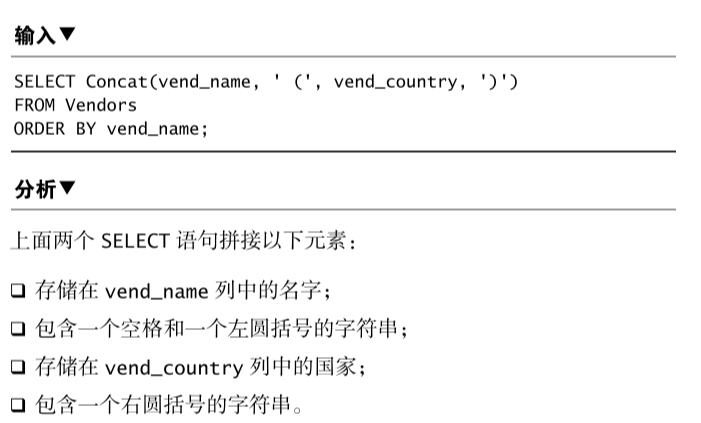 输入▼
SELECT Concat(vend_name, ' (', vend_country, ')')
FROM Vendors
ORDER BY vend_name;
分析▼
上面两个 SELECT 语句拼接以下元素：
❑ 存储在 vend_name 列中的名字；
❑ 包含一个空格和一个左圆括号的字符串；
❑ 存储在 vend_country 列中的国家；
❑ 包含一个右圆括号的字符串。